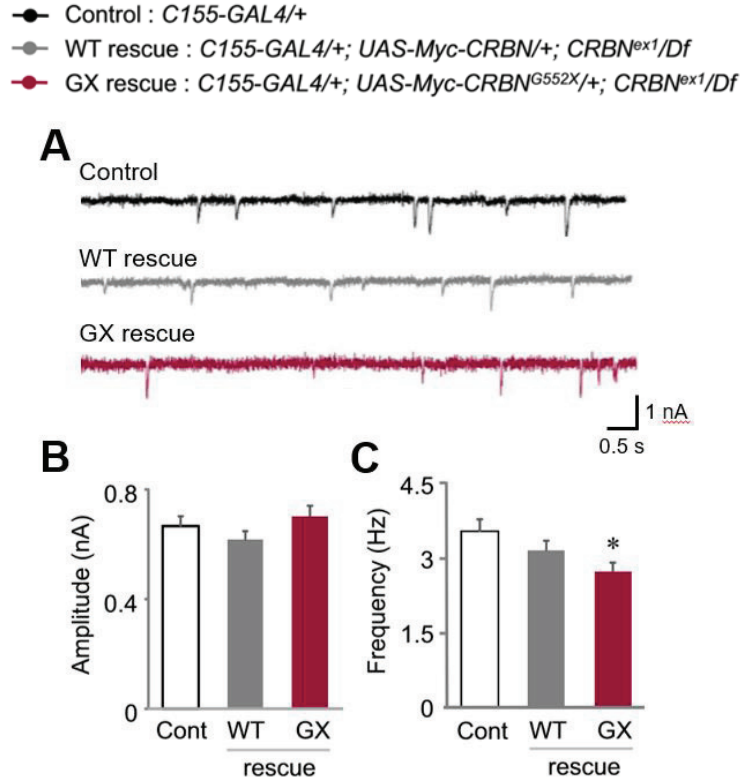 Control : C155-GAL4/+
WT rescue : C155-GAL4/+; UAS-Myc-CRBN/+; CRBNᵉˣ¹/Df
GX rescue : C155-GAL4/+; UAS-Myc-CRBNᴳ⁵⁵²ˣ/+; CRBNᵉˣ¹/Df
A
Control
WT rescue
GX rescue
1 nA
0.5 s
B
Amplitude (nA)
0.8
0.4
0
Cont WT GX
rescue
C
Frequency (Hz)
4.5
3
1.5
0
*
Cont WT GX
rescue